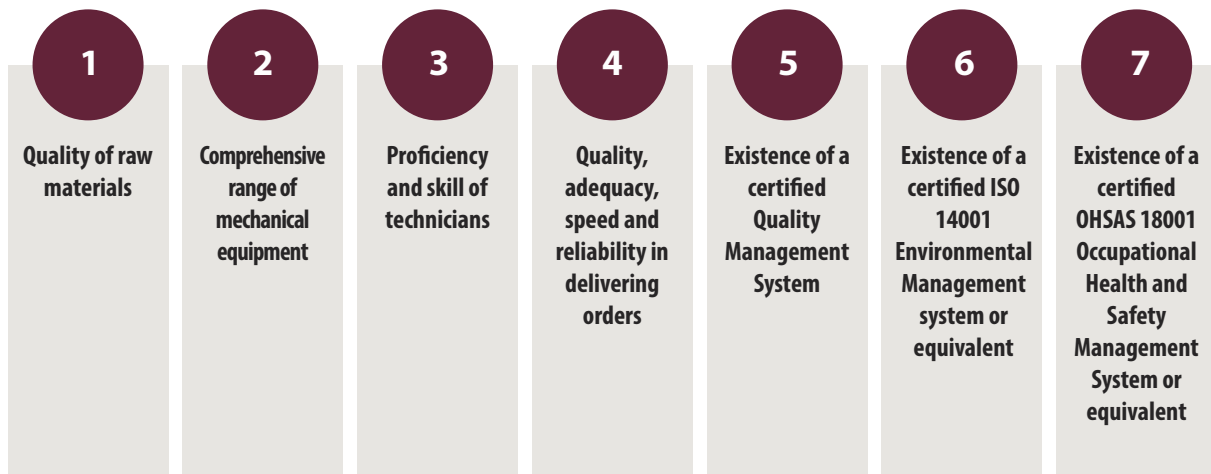 1
Quality of raw
materials
2
Comprehensive
range of
mechanical
equipment
3
Proficiency
and skill of
technicians
4
Quality,
adequacy,
speed and
reliability in
delivering
orders
5
Existence of a
certified
Quality
Management
System
6
Existence of a
certified ISO
14001
Environmental
Management
system or
equivalent
7
Existence of a
certified
OHSAS 18001
Occupational
Health and
Safety
Management
System or
equivalent